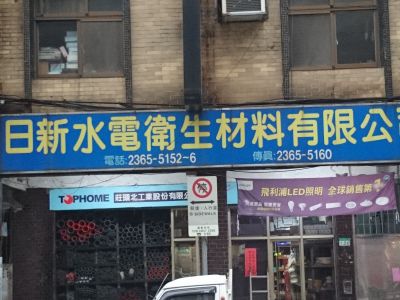 日新水電衛生材料有限公
電話:2365-5152~6
傳真:2365-5160
TOPHOME 莊頭北工業股份有限公
飛利浦LED照明 全球銷售第
SIDEWALK